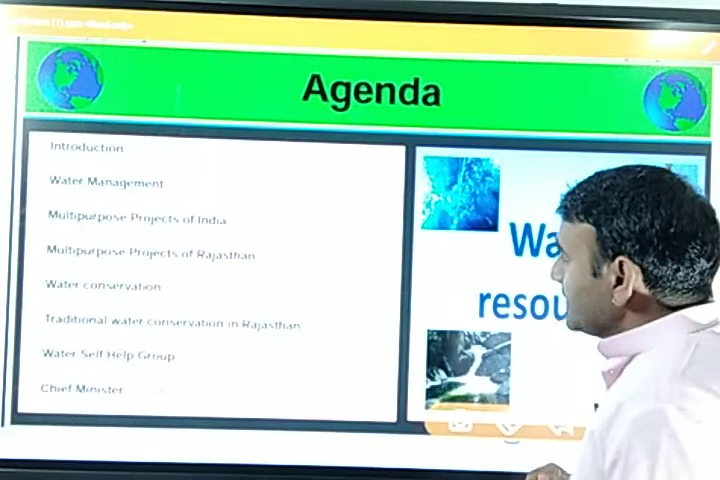 Agenda
Introduction
Water Management
Multipurpose Projects of India
Multipurpose Projects of Rajasthan
Water conservation
Traditional water conservation in Rajasthan
Water Self Help Group
Chief Minister
Wa
resou